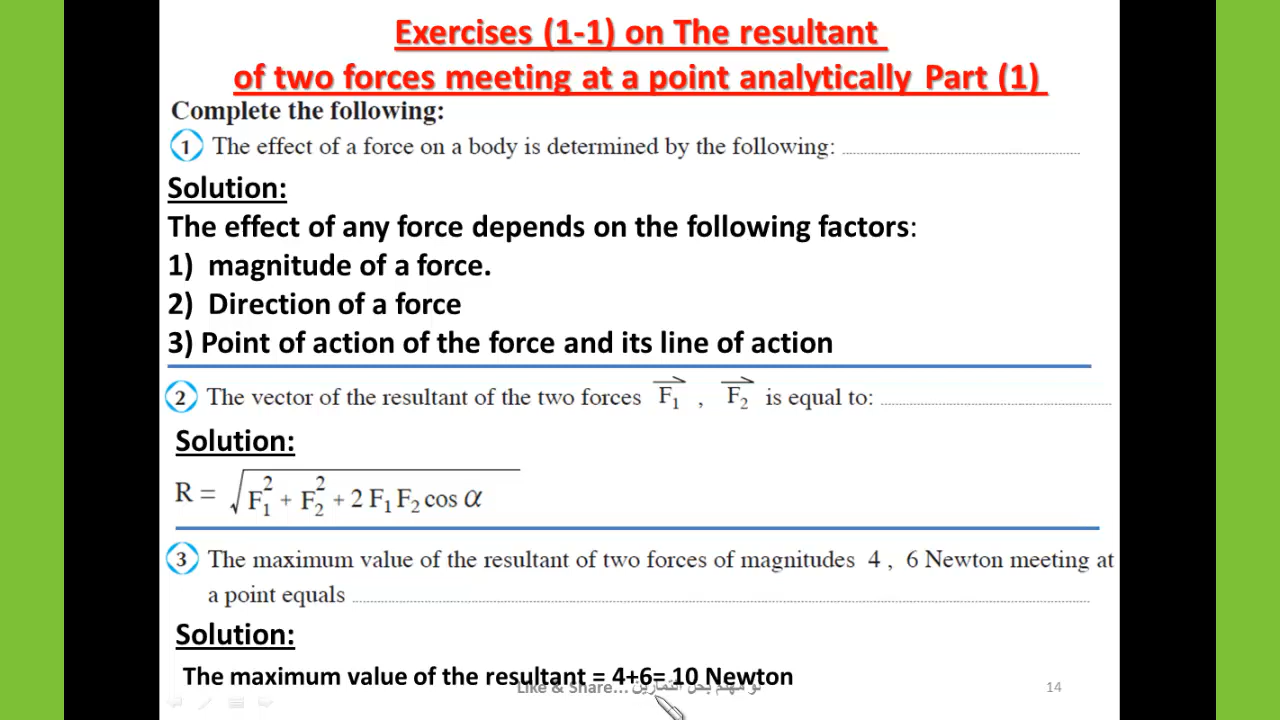 Exercises (1-1) on The resultant
of two forces meeting at a point analytically Part (1)
Complete the following:
1 The effect of a force on a body is determined by the following:
Solution:
The effect of any force depends on the following factors:
1) magnitude of a force.
2) Direction of a force
3) Point of action of the force and its line of action
2 The vector of the resultant of the two forces F₁⃗ , F₂⃗ is equal to:
Solution:
R = √(F₁² + F₂² + 2 F₁ F₂ cos α)
3 The maximum value of the resultant of two forces of magnitudes 4 , 6 Newton meeting at
a point equals
Solution:
The maximum value of the resultant = 4+6= 10 Newton
Like & Share... لو مهتم بحل التمارين
14